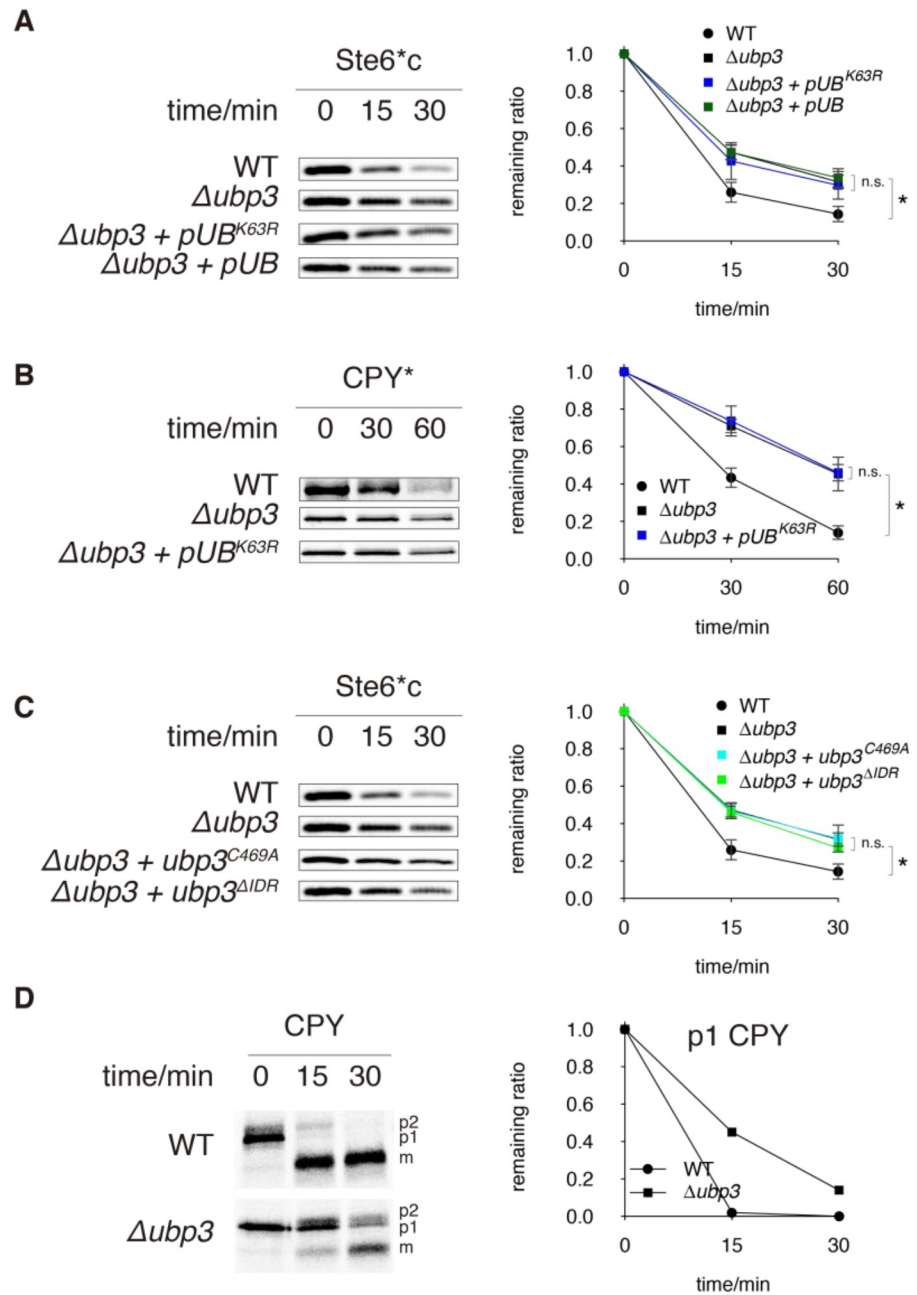 A
Ste6*c
time/min 0 15 30
WT
Δubp3
Δubp3 + pUB^K63R
Δubp3 + pUB
remaining ratio
1.0
0.8
0.6
0.4
0.2
0.0
0 15 30
time/min
WT
Δubp3
Δubp3 + pUB^K63R
Δubp3 + pUB
n.s.
*
B
CPY*
time/min 0 30 60
WT
Δubp3
Δubp3 + pUB^K63R
remaining ratio
1.0
0.8
0.6
0.4
0.2
0.0
0 30 60
time/min
WT
Δubp3
Δubp3 + pUB^K63R
n.s.
*
C
Ste6*c
time/min 0 15 30
WT
Δubp3
Δubp3 + ubp3^C469A
Δubp3 + ubp3^ΔIDR
remaining ratio
1.0
0.8
0.6
0.4
0.2
0.0
0 15 30
time/min
WT
Δubp3
Δubp3 + ubp3^C469A
Δubp3 + ubp3^ΔIDR
n.s.
*
D
CPY
time/min 0 15 30
WT
p2
p1
m
Δubp3
p2
p1
m
p1 CPY
remaining ratio
1.0
0.8
0.6
0.4
0.2
0.0
0 15 30
time/min
WT
Δubp3